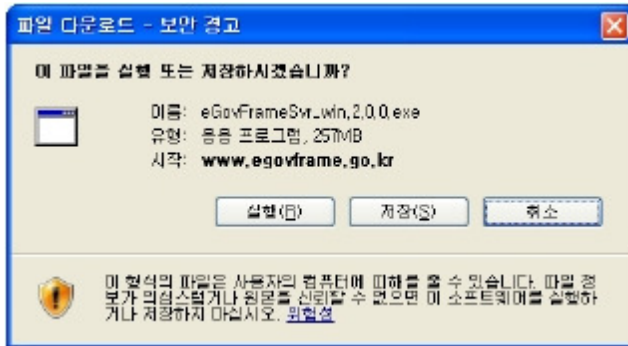 파일 다운로드 - 보안 경고
이 파일을 실행 또는 저장하시겠습니까?
이름: eGovFrameSvr_win_2,0,0,exe
유형: 응용 프로그램, 257MB
시작: www.egovframe.go.kr
실행(R) 저장(S) 취소
이 형식의 파일은 사용자의 컴퓨터에 피해를 줄 수 있습니다. 파일 정
보가 의심스럽거나 원본을 신뢰할 수 없으면 이 소프트웨어를 실행하
거나 저장하지 마십시오. 위험성